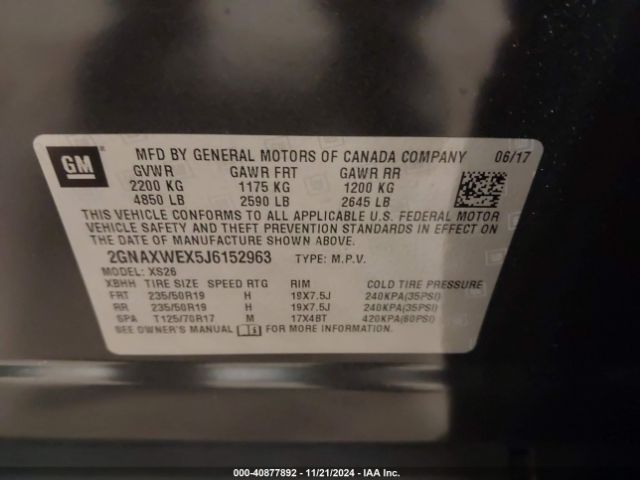 GM
MFD BY GENERAL MOTORS OF CANADA COMPANY 06/17
GVWR GAWR FRT GAWR RR
2200 KG 1175 KG 1200 KG
4850 LB 2590 LB 2645 LB
THIS VEHICLE CONFORMS TO ALL APPLICABLE U.S. FEDERAL MOTOR
VEHICLE SAFETY AND THEFT PREVENTION STANDARDS IN EFFECT ON
THE DATE OF MANUFACTURE SHOWN ABOVE.
2GNAXWEX5J6152963 TYPE: M.P.V.
MODEL: XS26
XBHH TIRE SIZE SPEED RTG RIM COLD TIRE PRESSURE
FRT 235/50R19 H 19X7.5J 240KPA(35PSI)
RR 235/50R19 H 19X7.5J 240KPA(35PSI)
SPA T125/70R17 M 17X4BT 420KPA(60PSI)
SEE OWNER'S MANUAL FOR MORE INFORMATION.
000-40877892 - 11/21/2024 - IAA Inc.